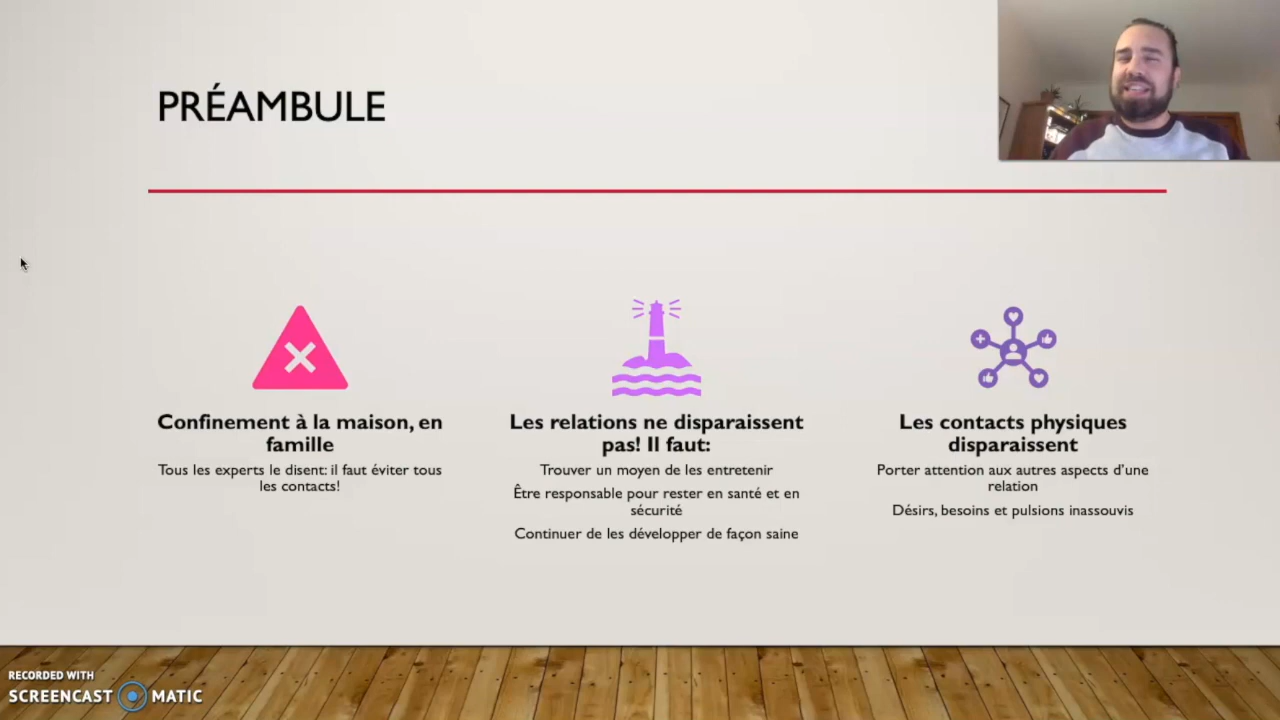 PRÉAMBULE
Confinement à la maison, en
famille
Tous les experts le disent: il faut éviter tous
les contacts!
Les relations ne disparaissent
pas! Il faut:
Trouver un moyen de les entretenir
Être responsable pour rester en santé et en
sécurité
Continuer de les développer de façon saine
Les contacts physiques
disparaissent
Porter attention aux autres aspects d'une
relation
Désirs, besoins et pulsions inassouvis
RECORDED WITH
SCREENCAST MATIC